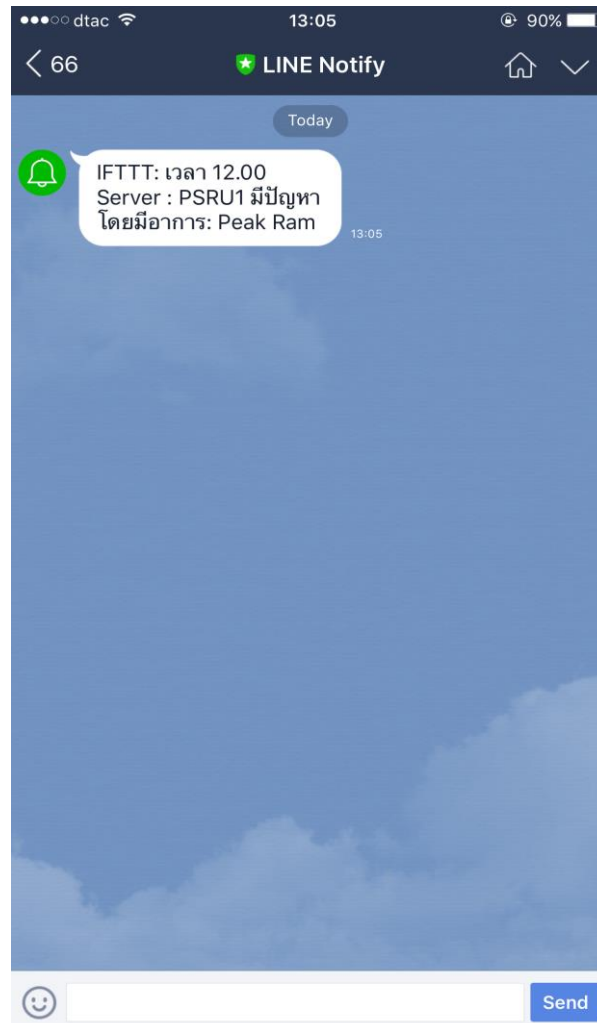 dtac 13:05 90%
66 LINE Notify
Today
IFTTT: เวลา 12.00
Server : PSRU1 มีปัญหา
โดยมีอาการ: Peak Ram
13:05
Send